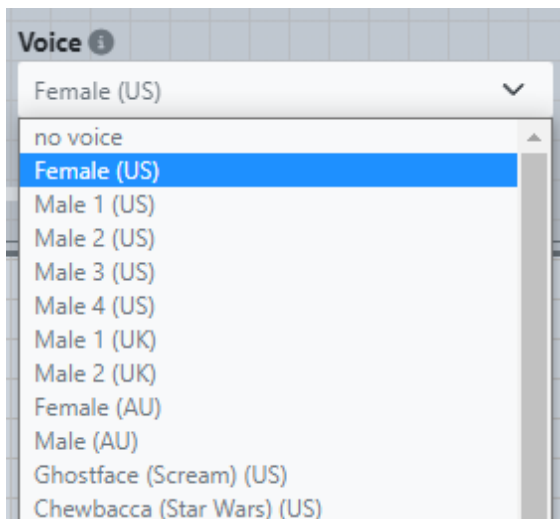 Voice
Female (US)
no voice
Female (US)
Male 1 (US)
Male 2 (US)
Male 3 (US)
Male 4 (US)
Male 1 (UK)
Male 2 (UK)
Female (AU)
Male (AU)
Ghostface (Scream) (US)
Chewbacca (Star Wars) (US)